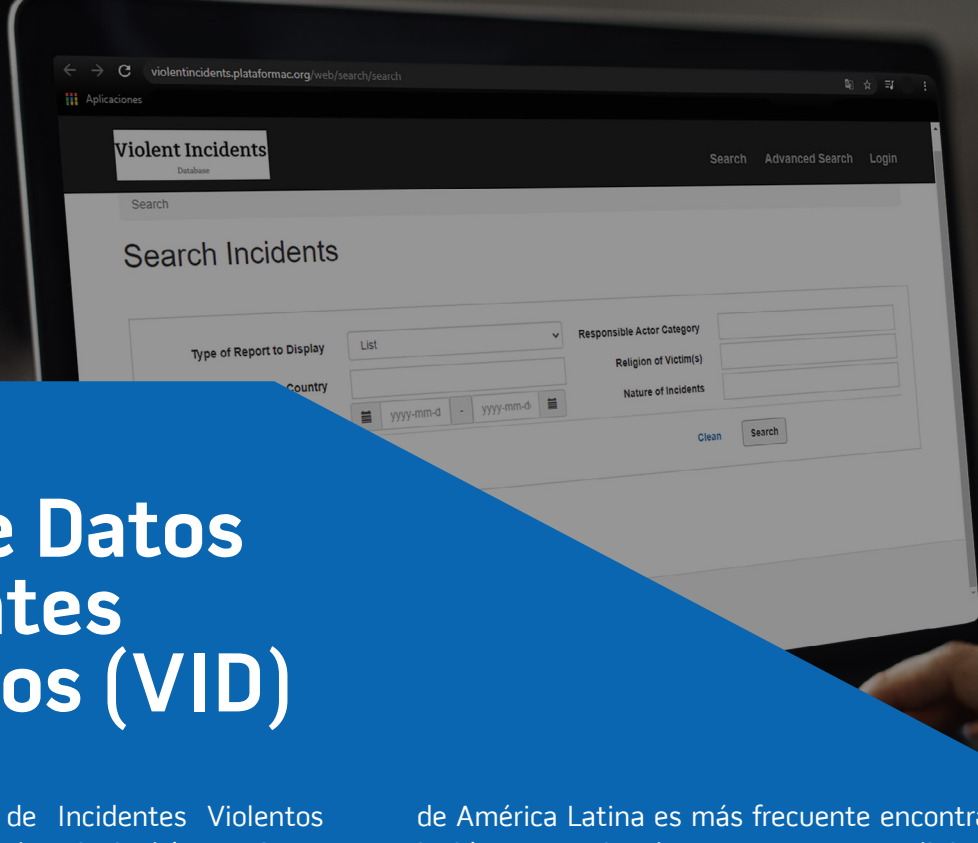 violentincidents.plataformac.org/web/search/search
Aplicaciones
Violent Incidents
Database
Search Advanced Search Login
Search
Search Incidents
Type of Report to Display
List
Country
yyyy-mm-d - yyyy-mm-d
Responsible Actor Category
Religion of Victim(s)
Nature of Incidents
Clean Search
e Datos
ntes
os (VID)
de Incidentes Violentos
de América Latina es más frecuente encontra